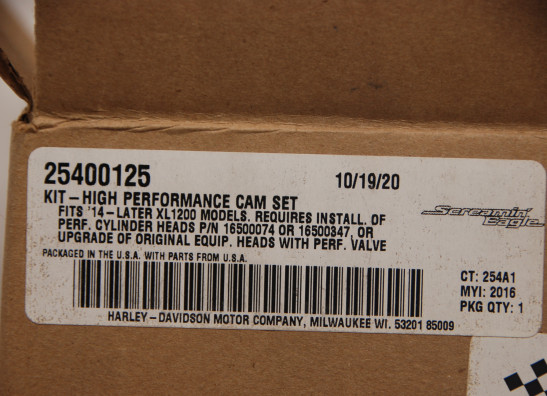 25400125 10/19/20
KIT-HIGH PERFORMANCE CAM SET
FITS '14-LATER XL1200 MODELS. REQUIRES INSTALL. OF
PERF. CYLINDER HEADS P/N 16500074 OR 16500347, OR
UPGRADE OF ORIGINAL EQUIP. HEADS WITH PERF. VALVE
Screamin'
Eagle
PACKAGED IN THE U.S.A. WITH PARTS FROM U.S.A.
CT: 254A1
MYI: 2016
PKG QTY: 1
HARLEY-DAVIDSON MOTOR COMPANY, MILWAUKEE WI. 53201 85009